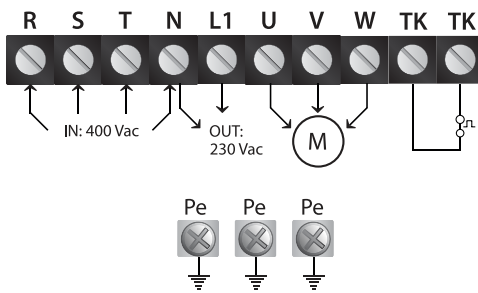 R S T N L1 U V W TK TK
IN: 400 Vac
OUT:
230 Vac
M
Pe Pe Pe